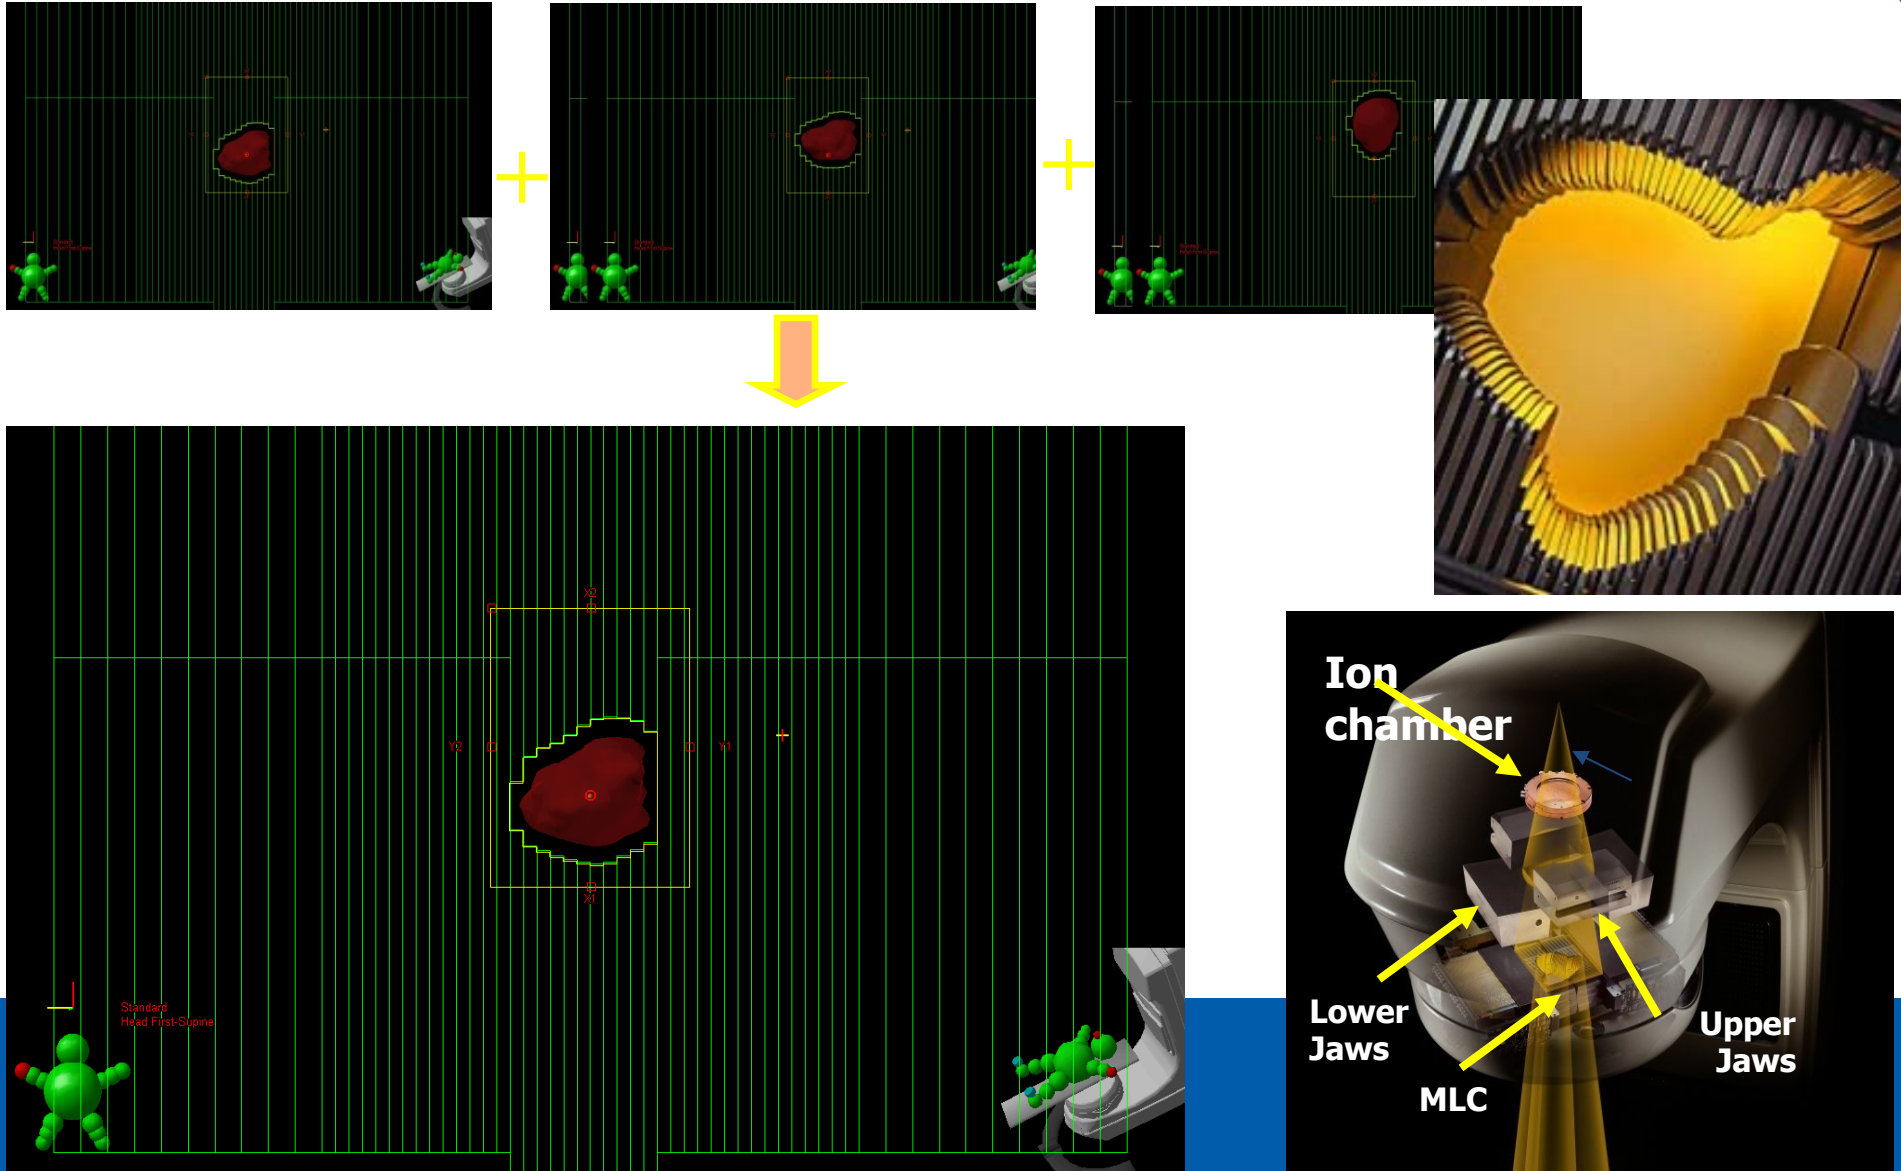 X2
Y2
Y1
X1
Standard
Head First-Supine
Ion
chamber
Lower
Jaws
Upper
Jaws
MLC